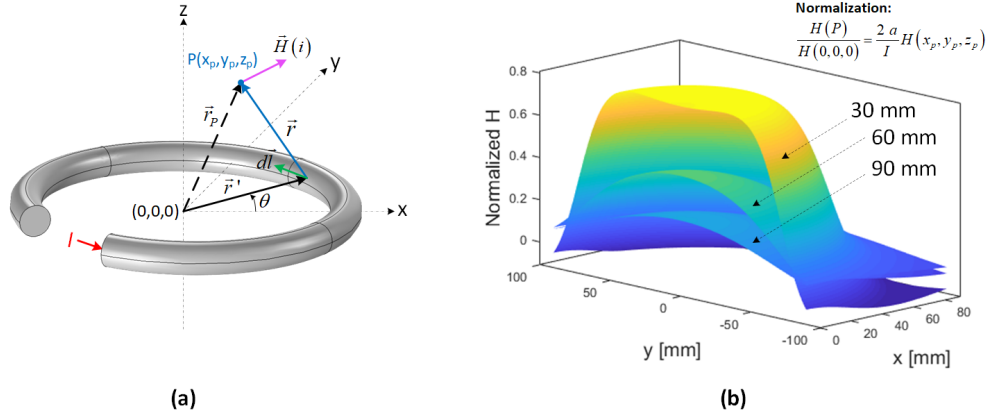 z
P(xp,yp,zp)
H⃗(i)
y
r⃗P
r⃗
dl⃗
r⃗'
(0,0,0)
θ
x
I
(a)
Normalization:
H(P)/H(0,0,0) = 2 a/I H(xp, yp, zp)
0.8
0.6
0.4
0.2
0
Normalized H
30 mm
60 mm
90 mm
100
50
0
-50
-100
y [mm]
0
20
40
60
80
x [mm]
(b)